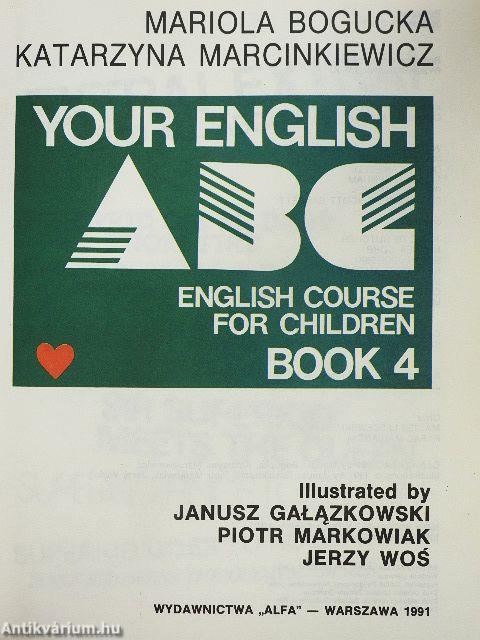 MARIOLA BOGUCKA
KATARZYNA MARCINKIEWICZ
YOUR ENGLISH
ABC
ENGLISH COURSE
FOR CHILDREN
BOOK 4
Illustrated by
JANUSZ GAŁĄZKOWSKI
PIOTR MARKOWIAK
JERZY WOŚ
WYDAWNICTWA „ALFA” — WARSZAWA 1991
Antikvárium.hu